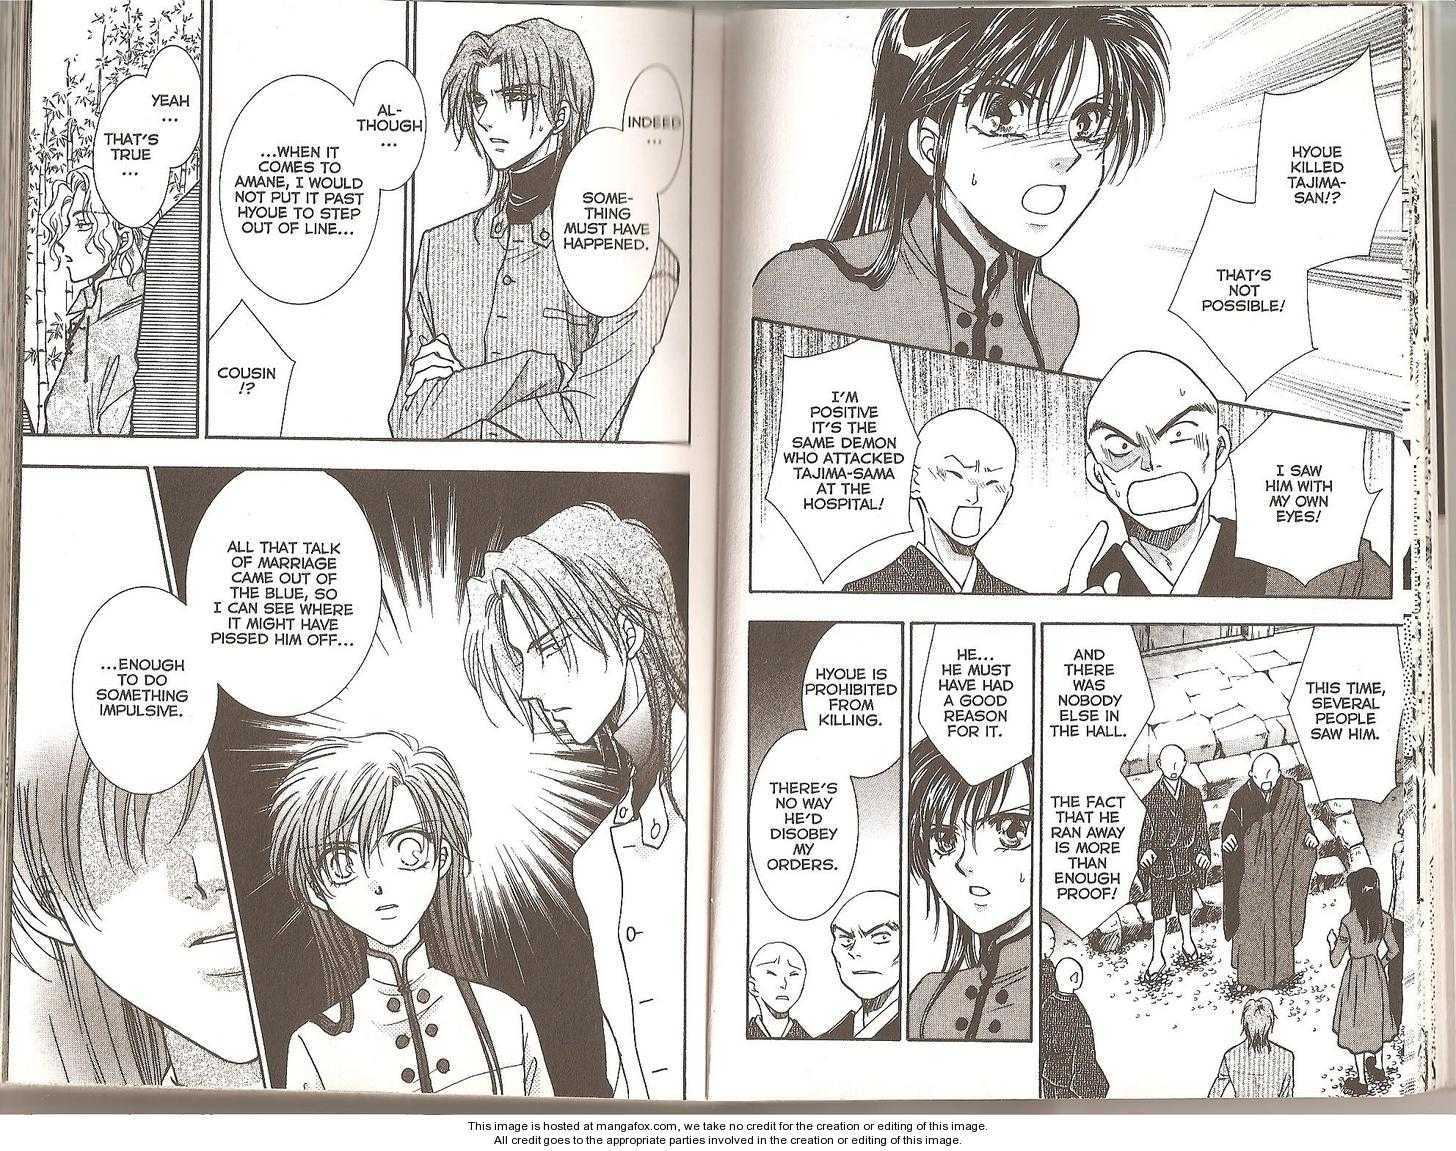 HYOUE
KILLED
TAJIMA-
SAN!?
THAT'S
NOT
POSSIBLE!
I SAW
HIM WITH
MY OWN
EYES!
I'M
POSITIVE
IT'S THE
SAME DEMON
WHO ATTACKED
TAJIMA-SAMA
AT THE
HOSPITAL!
THIS TIME,
SEVERAL
PEOPLE
SAW HIM.
AND
THERE
WAS
NOBODY
ELSE IN
THE HALL.
THE FACT
THAT HE
RAN AWAY
IS MORE
THAN
ENOUGH
PROOF!
HE...
HE MUST
HAVE HAD
A GOOD
REASON
FOR IT.
HYOUE IS
PROHIBITED
FROM
KILLING.
THERE'S
NO WAY
HE'D
DISOBEY
MY
ORDERS.
INDEED
...
SOME-
THING
MUST HAVE
HAPPENED.
AL-
THOUGH
...
...WHEN IT
COMES TO
AMANE, I WOULD
NOT PUT IT PAST
HYOUE TO STEP
OUT OF LINE...
COUSIN
!?
YEAH
...
THAT'S
TRUE
...
ALL THAT TALK
OF MARRIAGE
CAME OUT OF
THE BLUE, SO
I CAN SEE WHERE
IT MIGHT HAVE
PISSED HIM OFF...
...ENOUGH
TO DO
SOMETHING
IMPULSIVE.
This image is hosted at mangafox.com, we take no credit for the creation or editing of this image.
All credit goes to the appropriate parties involved in the creation or editing of this image.